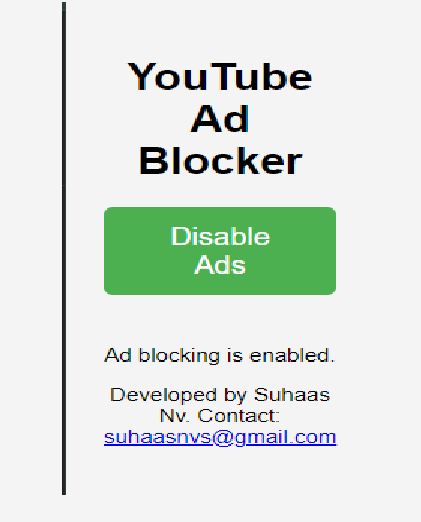 YouTube
Ad
Blocker
Disable
Ads
Ad blocking is enabled.
Developed by Suhaas
Nv. Contact:
suhaasnvs@gmail.com